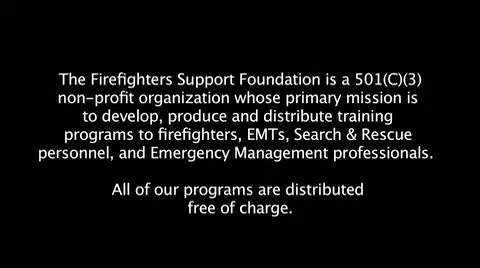 The Firefighters Support Foundation is a 501(C)(3)
non-profit organization whose primary mission is
to develop, produce and distribute training
programs to firefighters, EMTs, Search & Rescue
personnel, and Emergency Management professionals.
All of our programs are distributed
free of charge.